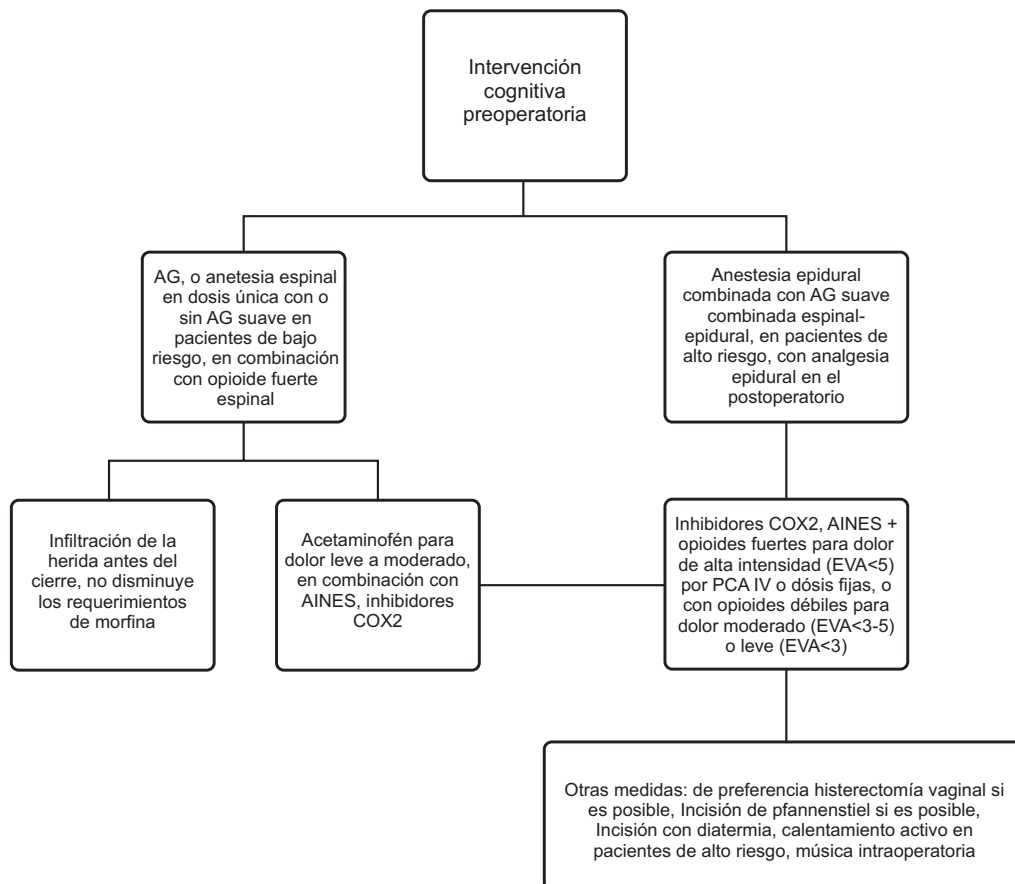 Intervención
cognitiva
preoperatoria
AG, o anetesia espinal
en dosis única con o
sin AG suave en
pacientes de bajo
riesgo, en combinación
con opioide fuerte
espinal
Anestesia epidural
combinada con AG suave
combinada espinal-
epidural, en pacientes de
alto riesgo, con analgesia
epidural en el
postoperatorio
Infiltración de la
herida antes del
cierre, no disminuye
los requerimientos
de morfina
Acetaminofén para
dolor leve a moderado,
en combinación con
AINES, inhibidores
COX2
Inhibidores COX2, AINES +
opioides fuertes para dolor
de alta intensidad (EVA<5)
por PCA IV o dósis fijas, o
con opioides débiles para
dolor moderado (EVA<3-5)
o leve (EVA<3)
Otras medidas: de preferencia histerectomía vaginal si
es posible, Incisión de pfannenstiel si es posible,
Incisión con diatermia, calentamiento activo en
pacientes de alto riesgo, música intraoperatoria